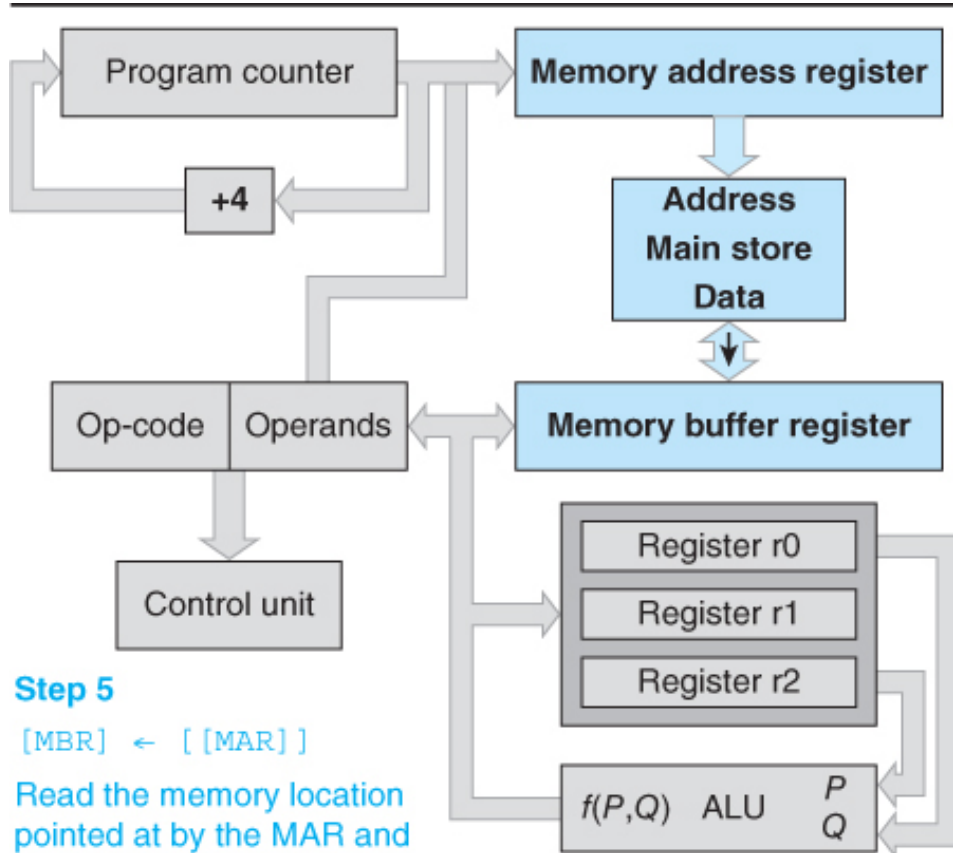 Program counter
Memory address register
+4
Address
Main store
Data
Op-code
Operands
Memory buffer register
Control unit
Register r0
Register r1
Register r2
Step 5
[MBR] ← [[MAR]]
Read the memory location
pointed at by the MAR and
f(P,Q) ALU P
Q